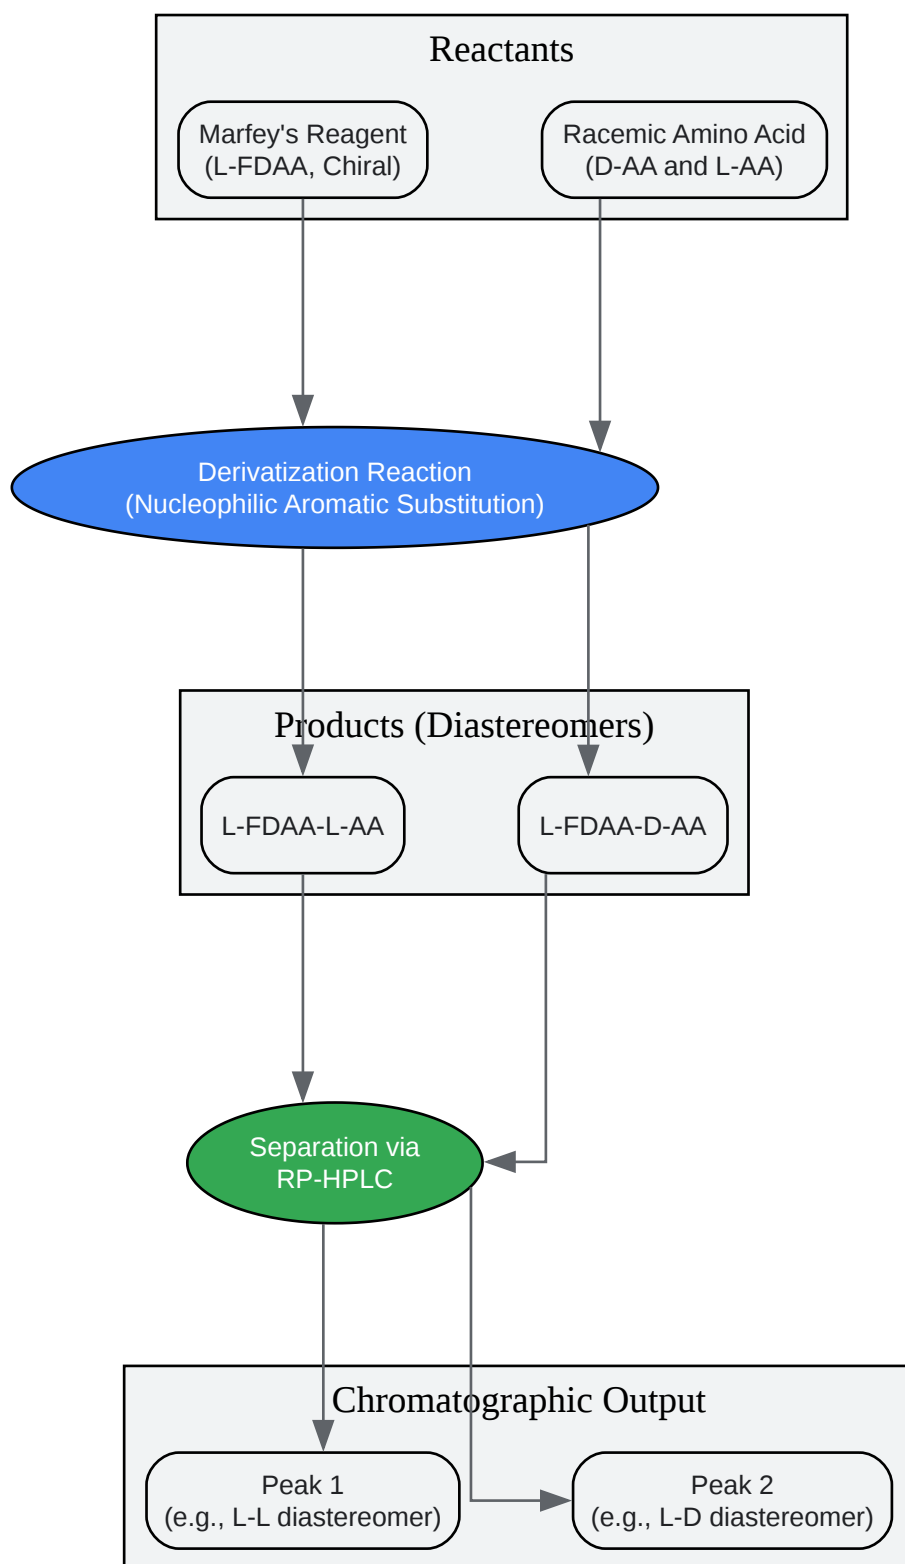 Reactants
Marfey's Reagent
(L-FDAA, Chiral)
Racemic Amino Acid
(D-AA and L-AA)
Derivatization Reaction
(Nucleophilic Aromatic Substitution)
Products (Diastereomers)
L-FDAA-L-AA
L-FDAA-D-AA
Separation via
RP-HPLC
Chromatographic Output
Peak 1
(e.g., L-L diastereomer)
Peak 2
(e.g., L-D diastereomer)